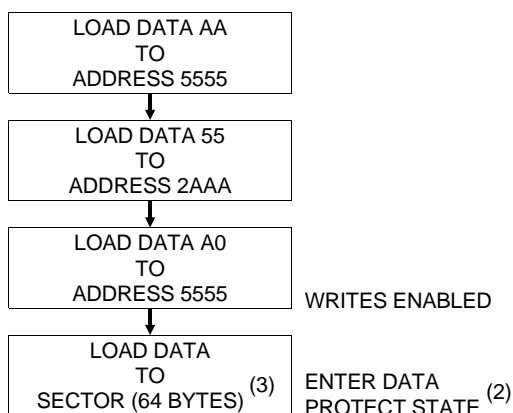 LOAD DATA AA
TO
ADDRESS 5555
LOAD DATA 55
TO
ADDRESS 2AAA
LOAD DATA A0
TO
ADDRESS 5555
WRITES ENABLED
LOAD DATA
TO
SECTOR (64 BYTES) (3)
ENTER DATA
PROTECT STATE (2)